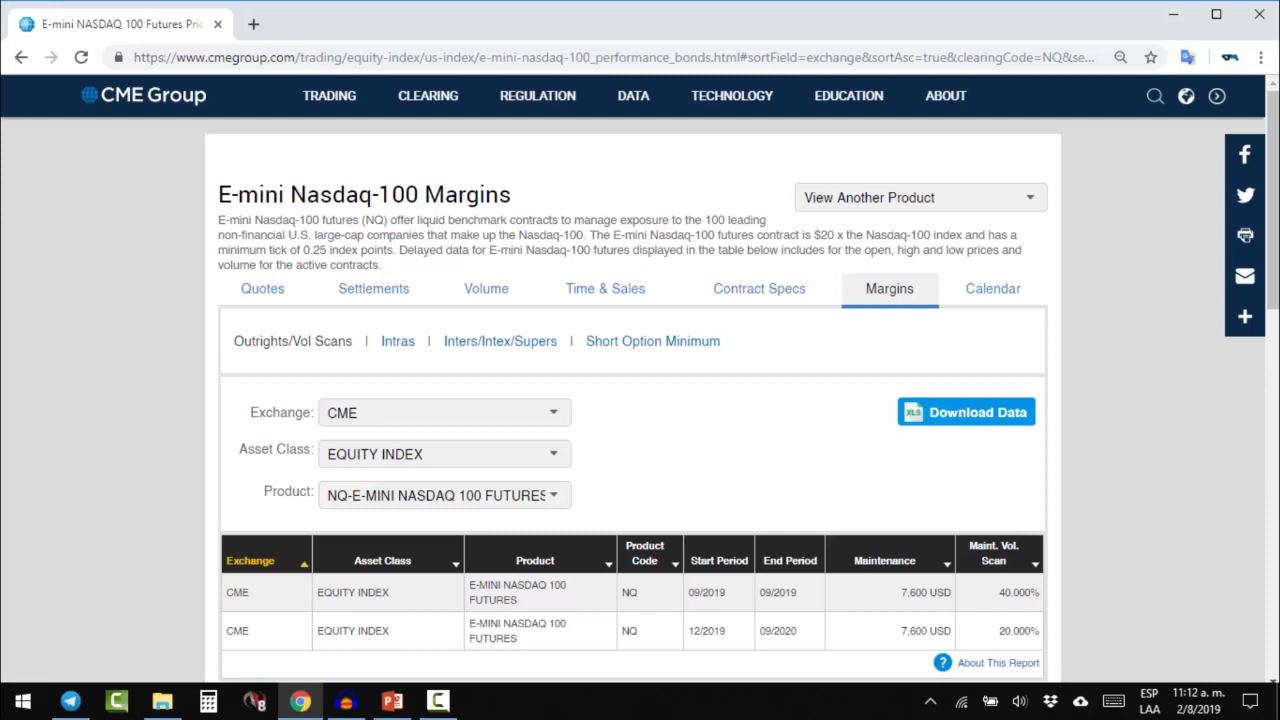 E-mini NASDAQ 100 Futures Pric
https://www.cmegroup.com/trading/equity-index/us-index/e-mini-nasdaq-100_performance_bonds.html#sortField=exchange&sortAsc=true&clearingCode=NQ&se...
CME Group
TRADING CLEARING REGULATION DATA TECHNOLOGY EDUCATION ABOUT
E-mini Nasdaq-100 Margins
View Another Product
E-mini Nasdaq-100 futures (NQ) offer liquid benchmark contracts to manage exposure to the 100 leading
non-financial U.S. large-cap companies that make up the Nasdaq-100. The E-mini Nasdaq-100 futures contract is $20 x the Nasdaq-100 index and has a
minimum tick of 0.25 index points. Delayed data for E-mini Nasdaq-100 futures displayed in the table below includes for the open, high and low prices and
volume for the active contracts.
Quotes Settlements Volume Time & Sales Contract Specs Margins Calendar
Outrights/Vol Scans | Intras | Inters/Intex/Supers | Short Option Minimum
Exchange: CME
XLS Download Data
Asset Class: EQUITY INDEX
Product: NQ-E-MINI NASDAQ 100 FUTURES
Exchange Asset Class Product Product Code Start Period End Period Maintenance Maint. Vol. Scan
CME EQUITY INDEX E-MINI NASDAQ 100 FUTURES NQ 09/2019 09/2019 7,600 USD 40.000%
CME EQUITY INDEX E-MINI NASDAQ 100 FUTURES NQ 12/2019 09/2020 7,600 USD 20.000%
? About This Report
ESP 11:12 a. m.
LAA 2/8/2019